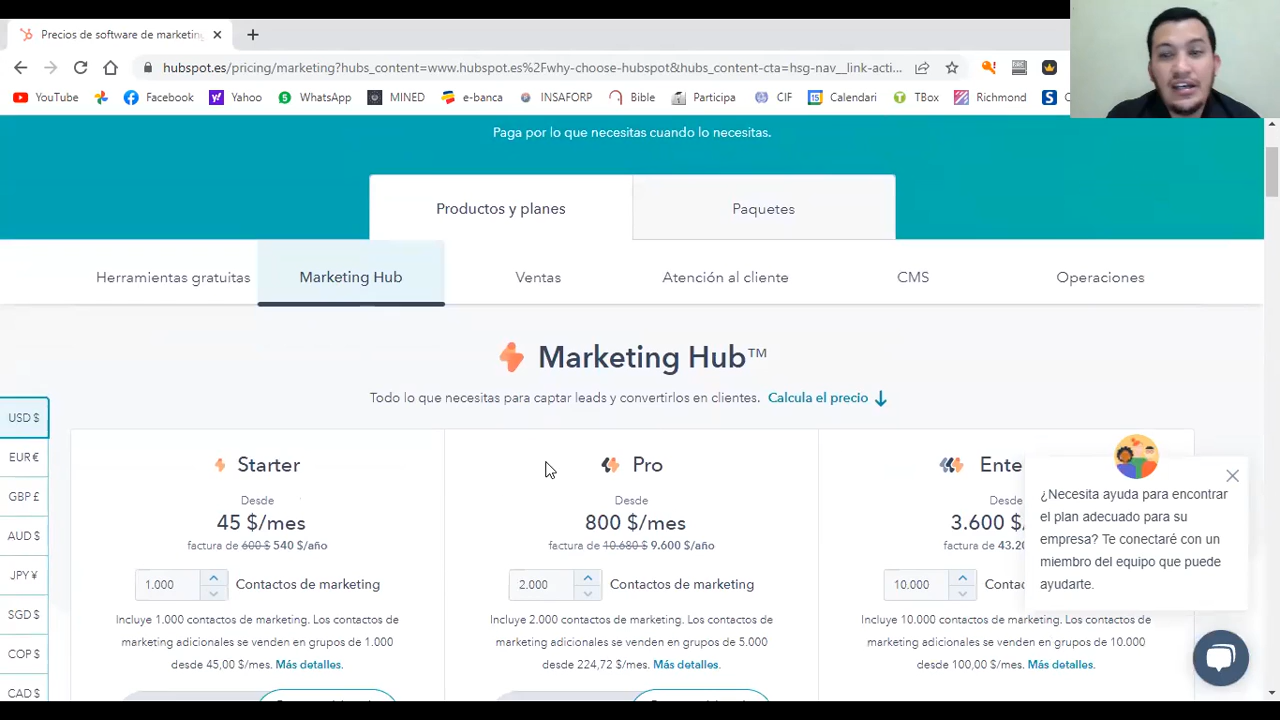 Precios de software de marketing
hubspot.es/pricing/marketing?hubs_content=www.hubspot.es%2Fwhy-choose-hubspot&hubs_content-cta=hsg-nav__link-acti...
YouTube
Facebook
Yahoo
WhatsApp
MINED
e-banca
INSAFORP
Bible
Participa
CIF
Calendari
TBox
Richmond
Paga por lo que necesitas cuando lo necesitas.
Productos y planes
Paquetes
Herramientas gratuitas
Marketing Hub
Ventas
Atención al cliente
CMS
Operaciones
Marketing Hub™
Todo lo que necesitas para captar leads y convertirlos en clientes. Calcula el precio
USD $
EUR €
GBP £
AUD $
JPY ¥
SGD $
COP $
CAD $
Starter
Desde
45 $/mes
factura de 600 $ 540 $/año
1.000 Contactos de marketing
Incluye 1.000 contactos de marketing. Los contactos de
marketing adicionales se venden en grupos de 1.000
desde 45,00 $/mes. Más detalles.
Pro
Desde
800 $/mes
factura de 10.680 $ 9.600 $/año
2.000 Contactos de marketing
Incluye 2.000 contactos de marketing. Los contactos de
marketing adicionales se venden en grupos de 5.000
desde 224,72 $/mes. Más detalles.
Ente
Desde
3.600 $/
factura de 43.20
10.000 Contac
Incluye 10.000 contactos de marketing. Los contactos de
marketing adicionales se venden en grupos de 10.000
desde 100,00 $/mes. Más detalles.
¿Necesita ayuda para encontrar
el plan adecuado para su
empresa? Te conectaré con un
miembro del equipo que puede
ayudarte.